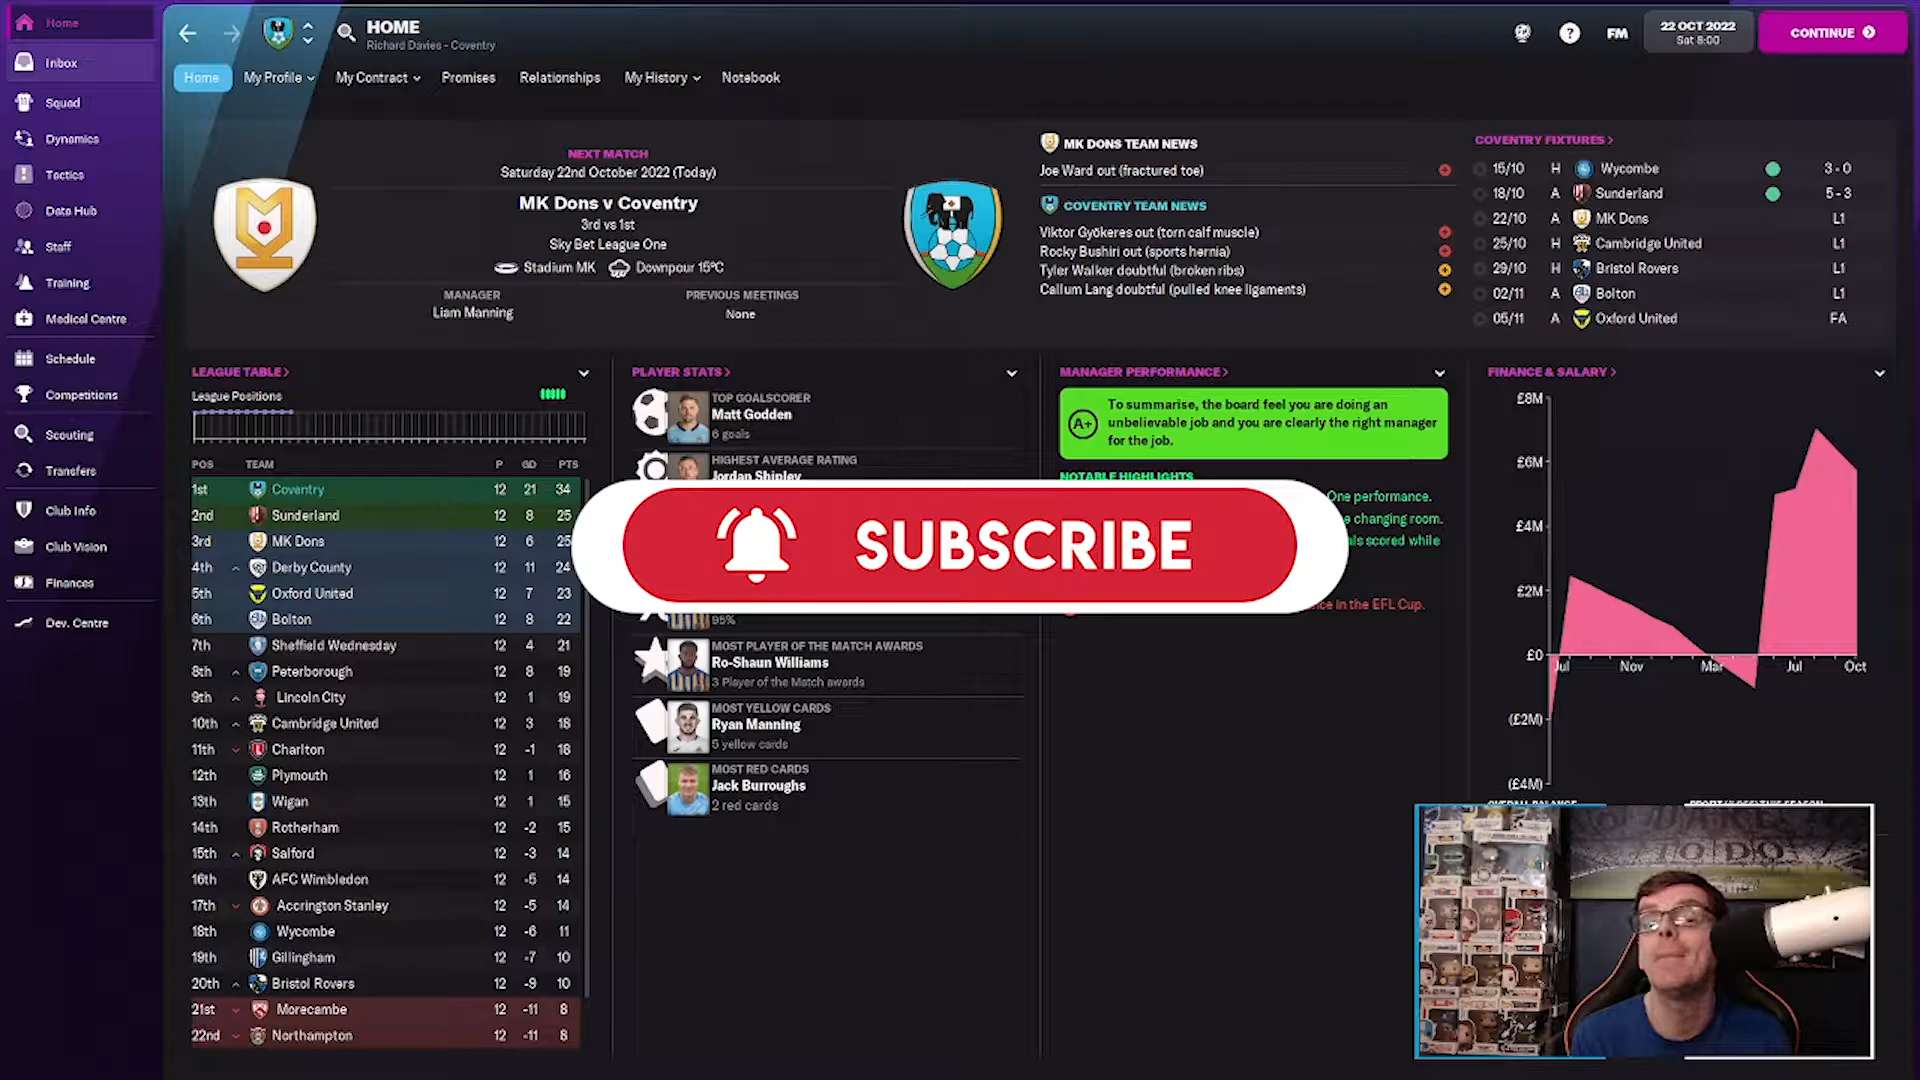 Home
Inbox
Squad
Dynamics
Tactics
Data Hub
Staff
Training
Medical Centre
Schedule
Competitions
Scouting
Transfers
Club Info
Club Vision
Finances
Dev. Centre
HOME
Richard Davies - Coventry
? FM
22 OCT 2022
Sat 8:00
CONTINUE
Home My Profile My Contract Promises Relationships My History Notebook
NEXT MATCH
Saturday 22nd October 2022 (Today)
MK Dons v Coventry
3rd vs 1st
Sky Bet League One
Stadium MK Downpour 15°C
MANAGER
Liam Manning
PREVIOUS MEETINGS
None
MK DONS TEAM NEWS
Joe Ward out (fractured toe)
COVENTRY TEAM NEWS
Viktor Gyökeres out (torn calf muscle)
Rocky Bushiri out (sports hernia)
Tyler Walker doubtful (broken ribs)
Callum Lang doubtful (pulled knee ligaments)
COVENTRY FIXTURES >
15/10 H Wycombe 3 - 0
18/10 A Sunderland 5 - 3
22/10 A MK Dons L1
25/10 H Cambridge United L1
29/10 H Bristol Rovers L1
02/11 A Bolton L1
05/11 A Oxford United FA
LEAGUE TABLE >
League Positions
POS TEAM P GD PTS
1st Coventry 12 21 34
2nd Sunderland 12 8 25
3rd MK Dons 12 6 25
4th Derby County 12 11 24
5th Oxford United 12 7 23
6th Bolton 12 8 22
7th Sheffield Wednesday 12 4 21
8th Peterborough 12 8 19
9th Lincoln City 12 1 19
10th Cambridge United 12 3 18
11th Charlton 12 -1 18
12th Plymouth 12 1 16
13th Wigan 12 1 15
14th Rotherham 12 -2 15
15th Salford 12 -3 14
16th AFC Wimbledon 12 -5 14
17th Accrington Stanley 12 -5 14
18th Wycombe 12 -6 11
19th Gillingham 12 -7 10
20th Bristol Rovers 12 -9 10
21st Morecambe 12 -11 8
22nd Northampton 12 -11 8
PLAYER STATS >
TOP GOALSCORER
Matt Godden
6 goals
HIGHEST AVERAGE RATING
Jordan Shipley
95%
MOST PLAYER OF THE MATCH AWARDS
Ro-Shaun Williams
3 Player of the Match awards
MOST YELLOW CARDS
Ryan Manning
5 yellow cards
MOST RED CARDS
Jack Burroughs
2 red cards
MANAGER PERFORMANCE >
A+
To summarise, the board feel you are doing an
unbelievable job and you are clearly the right manager
for the job.
NOTABLE HIGHLIGHTS
One performance.
changing room.
scored while
in the EFL Cup.
SUBSCRIBE
FINANCE & SALARY >
£8M
£6M
£4M
£2M
£0
(£2M)
(£4M)
Jul Nov Mar Jul Oct
TO DO